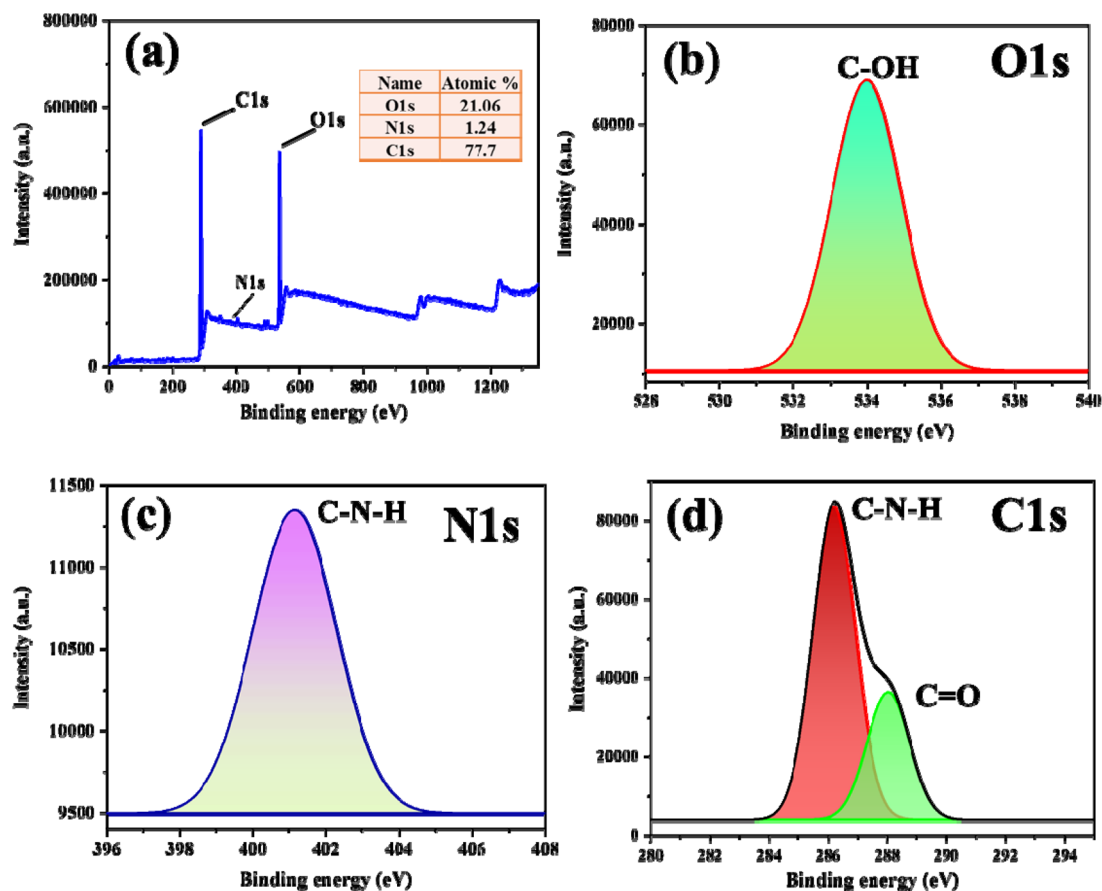 (a)
800000
600000
400000
200000
0
Intensity (a.u.)
C1s
O1s
N1s
Name Atomic %
O1s 21.06
N1s 1.24
C1s 77.7
0 200 400 600 800 1000 1200
Binding energy (eV)
(b)
O1s
C-OH
80000
60000
40000
20000
Intensity (a.u.)
528 530 532 534 536 538 540
Binding energy (eV)
(c)
C-N-H
N1s
11500
11000
10500
10000
9500
Intensity (a.u.)
396 398 400 402 404 406 408
Binding energy (eV)
(d)
C-N-H
C1s
C=O
80000
60000
40000
20000
0
Intensity (a.u.)
280 282 284 286 288 290 292 294
Binding energy (eV)